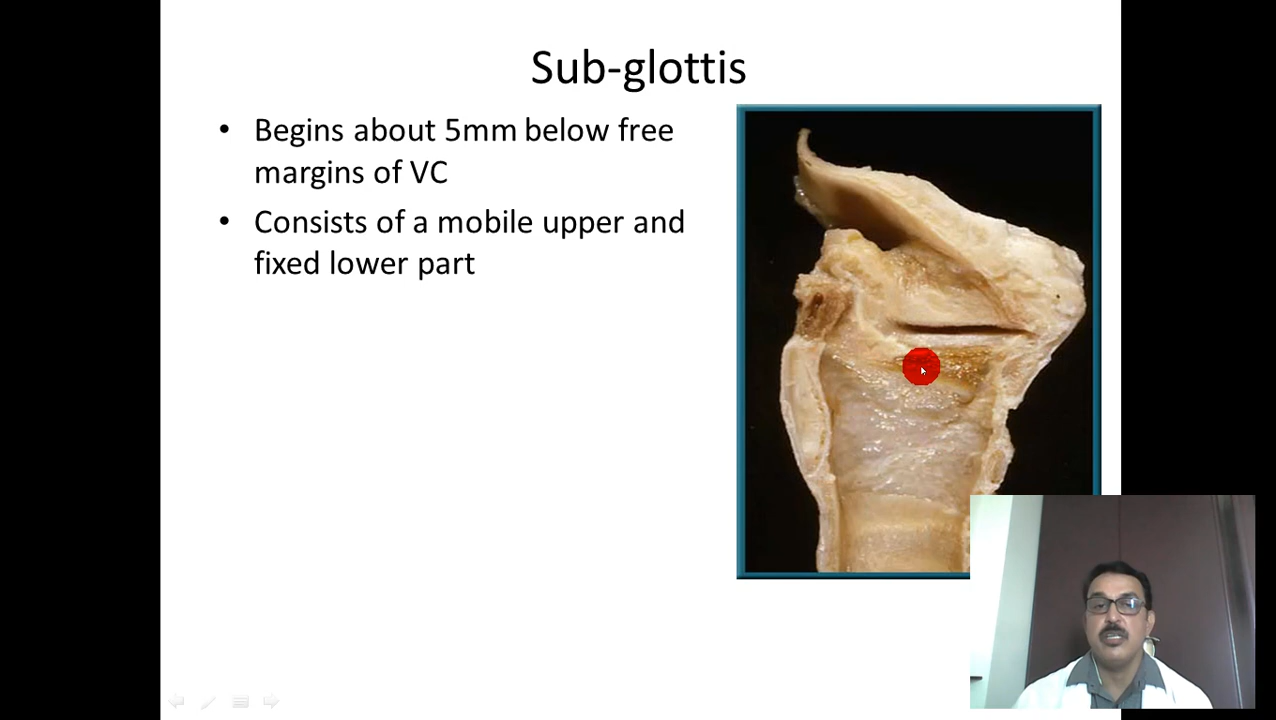 Sub-glottis
• Begins about 5mm below free
margins of VC
• Consists of a mobile upper and
fixed lower part